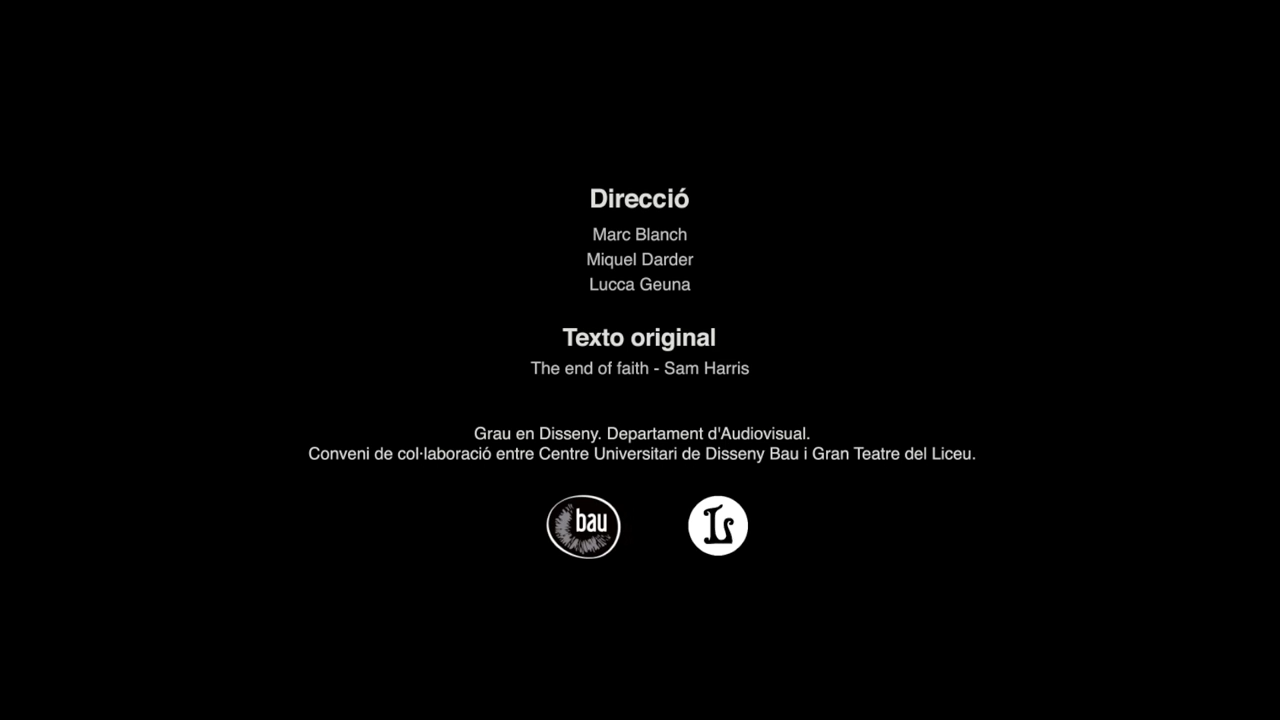 Direcció
Marc Blanch
Miquel Darder
Lucca Geuna
Texto original
The end of faith - Sam Harris
Grau en Disseny. Departament d'Audiovisual.
Conveni de col·laboració entre Centre Universitari de Disseny Bau i Gran Teatre del Liceu.
bau